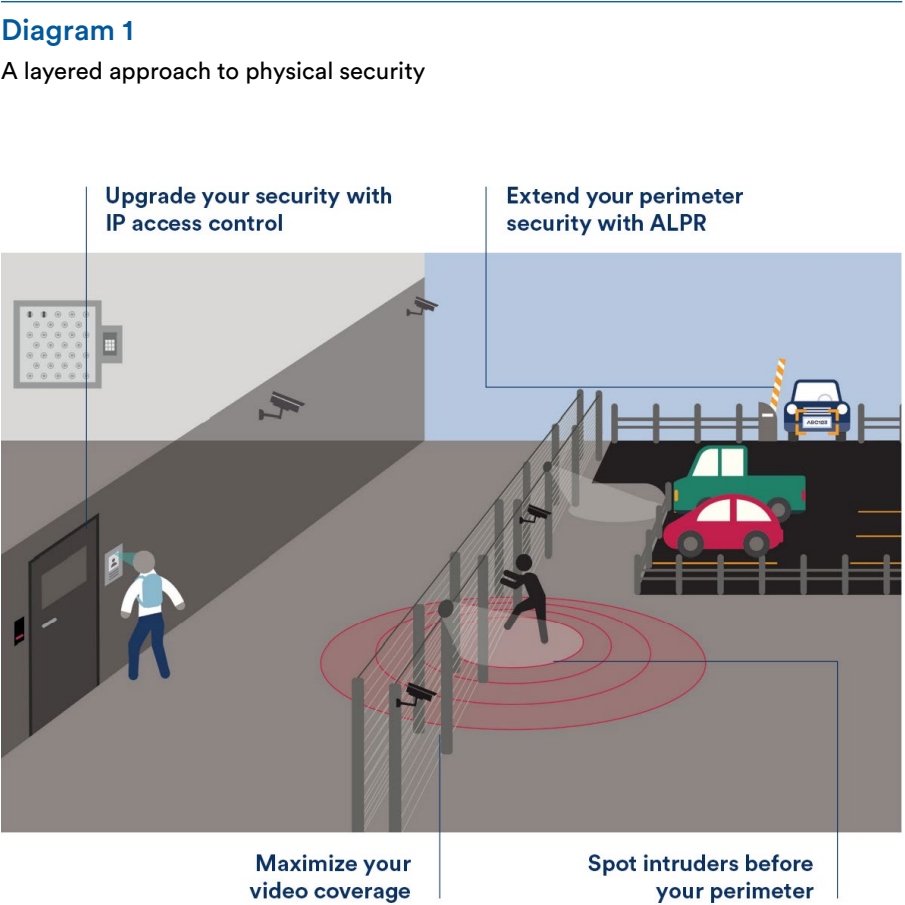 Diagram 1
A layered approach to physical security
Upgrade your security with
IP access control
Extend your perimeter
security with ALPR
ABC123
Maximize your
video coverage
Spot intruders before
your perimeter